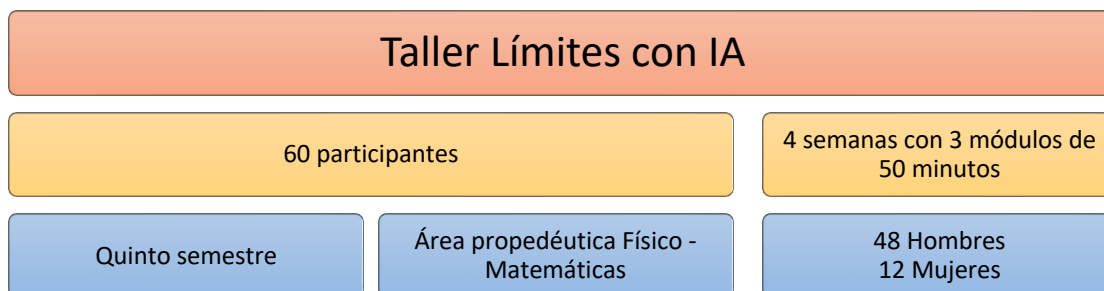 Taller Límites con IA
60 participantes
4 semanas con 3 módulos de
50 minutos
Quinto semestre
Área propedéutica Físico -
Matemáticas
48 Hombres
12 Mujeres